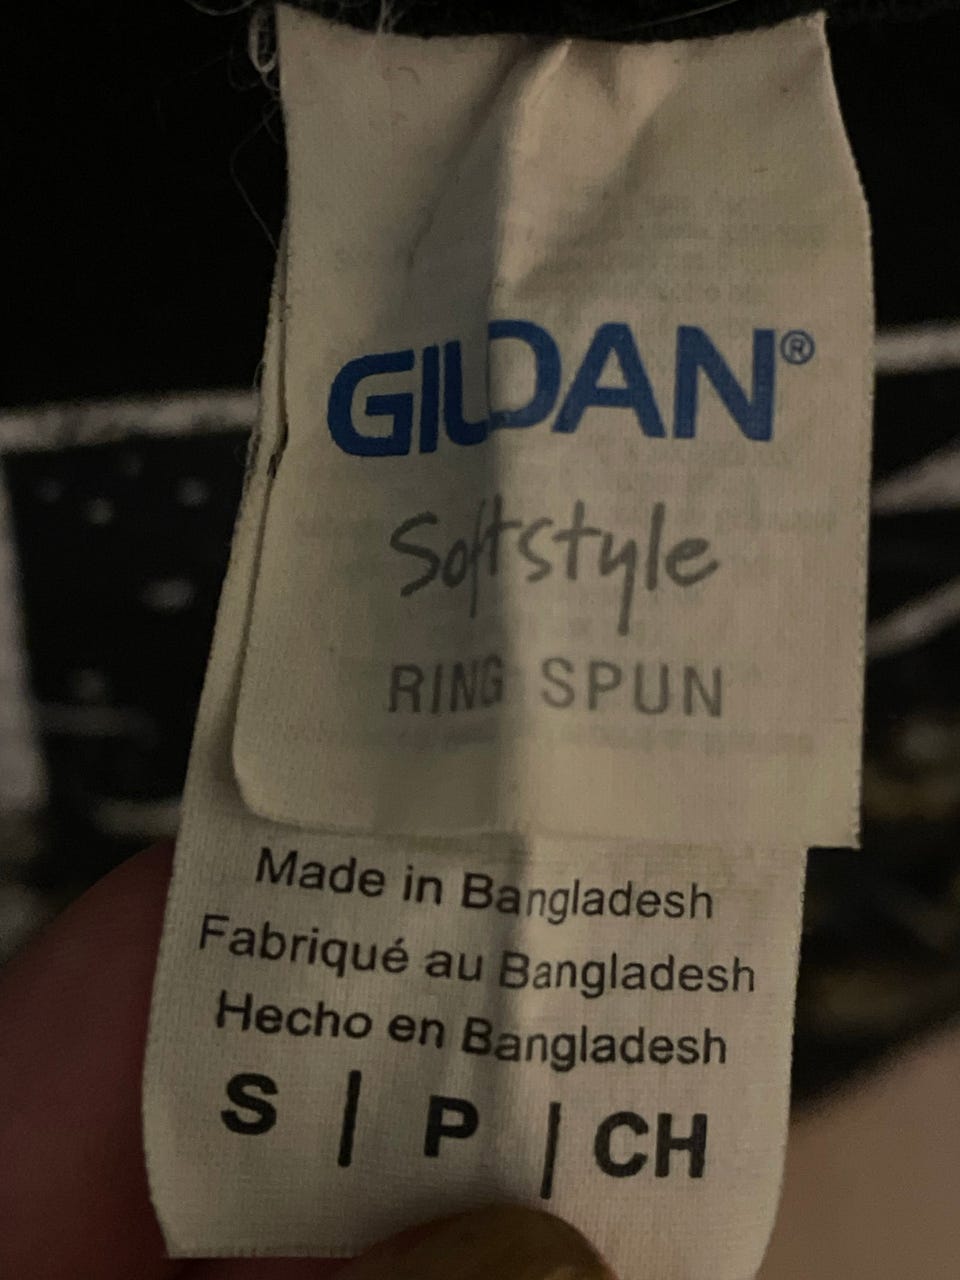 GILDAN®
Softstyle
RING SPUN
Made in Bangladesh
Fabriqué au Bangladesh
Hecho en Bangladesh
S | P | CH